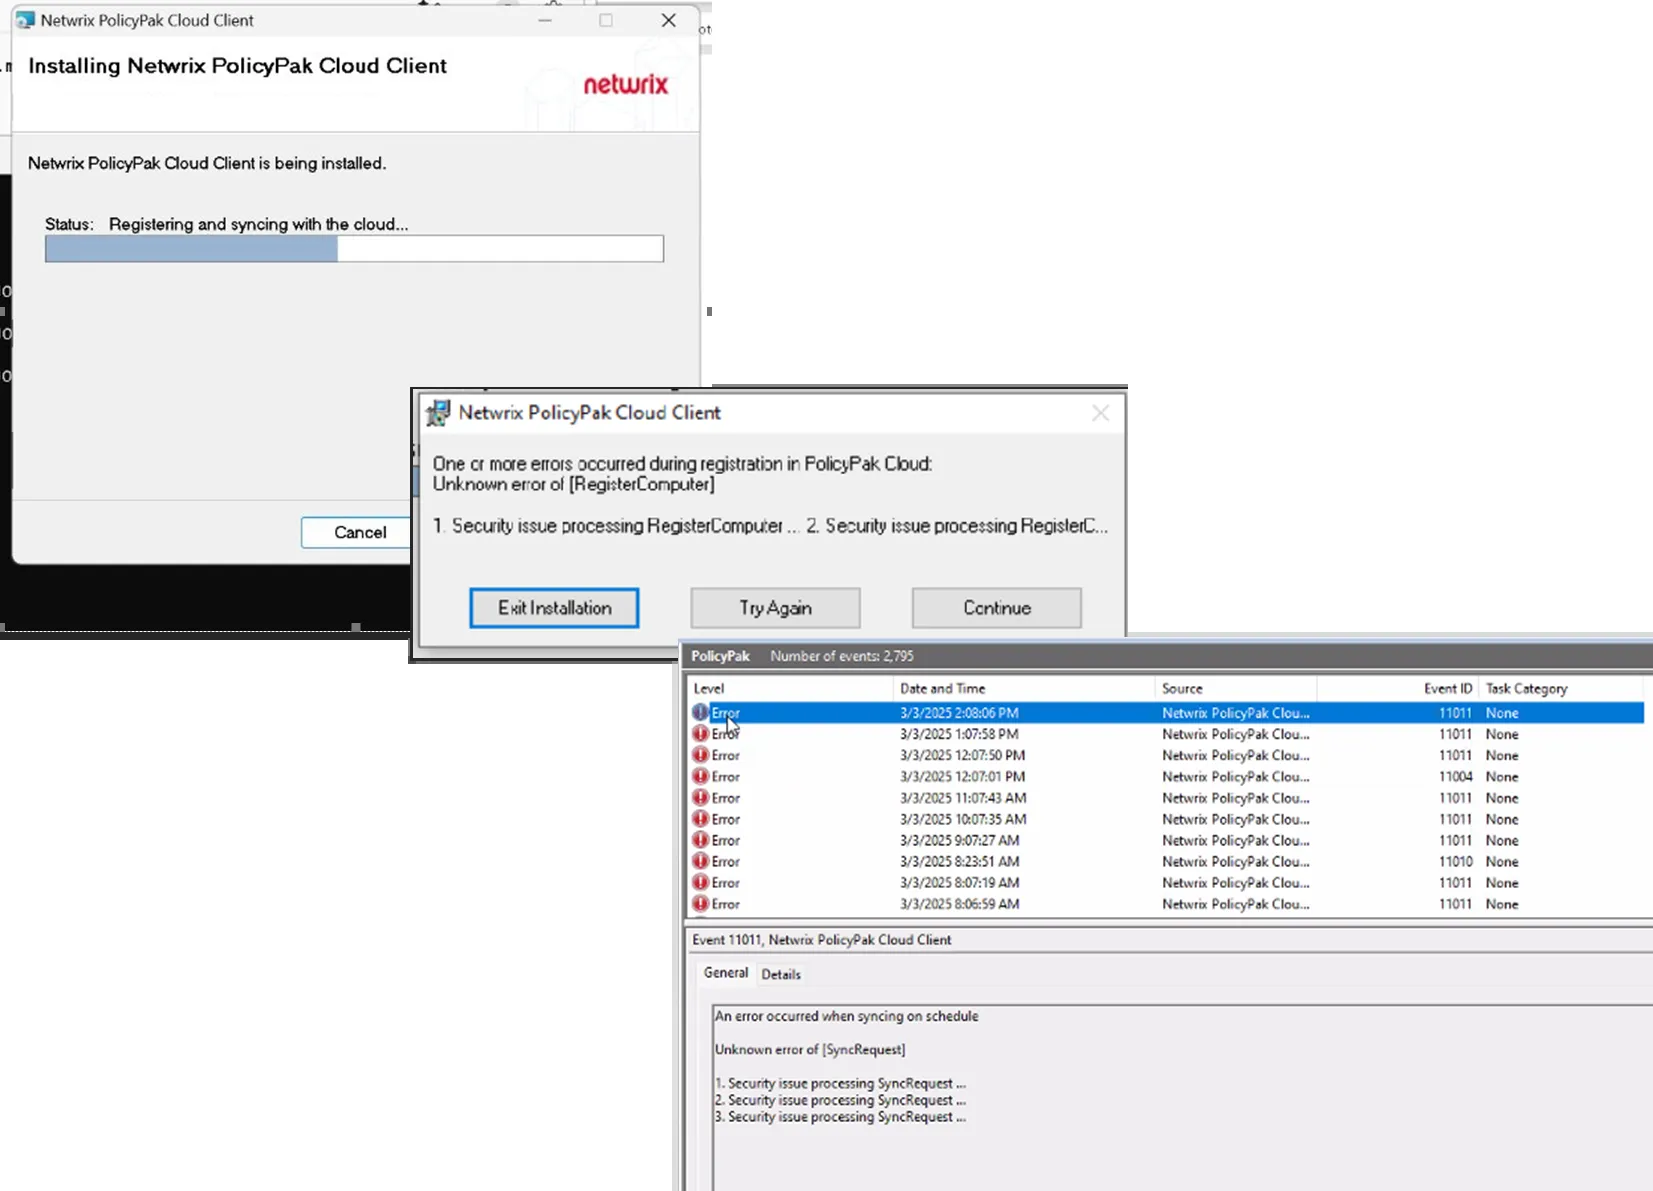 Netwrix PolicyPak Cloud Client
Installing Netwrix PolicyPak Cloud Client
netwrix
Netwrix PolicyPak Cloud Client is being installed.
Status: Registering and syncing with the cloud...
Cancel
Netwrix PolicyPak Cloud Client
One or more errors occurred during registration in PolicyPak Cloud:
Unknown error of [RegisterComputer]
1. Security issue processing RegisterComputer ... 2. Security issue processing RegisterC...
Exit Installation Try Again Continue
PolicyPak Number of events: 2,795
Level Date and Time Source Event ID Task Category
Error 3/3/2025 2:08:06 PM Netwrix PolicyPak Clou... 11011 None
Error 3/3/2025 1:07:58 PM Netwrix PolicyPak Clou... 11011 None
Error 3/3/2025 12:07:50 PM Netwrix PolicyPak Clou... 11011 None
Error 3/3/2025 12:07:01 PM Netwrix PolicyPak Clou... 11004 None
Error 3/3/2025 11:07:43 AM Netwrix PolicyPak Clou... 11011 None
Error 3/3/2025 10:07:35 AM Netwrix PolicyPak Clou... 11011 None
Error 3/3/2025 9:07:27 AM Netwrix PolicyPak Clou... 11011 None
Error 3/3/2025 8:23:51 AM Netwrix PolicyPak Clou... 11010 None
Error 3/3/2025 8:07:19 AM Netwrix PolicyPak Clou... 11011 None
Error 3/3/2025 8:06:59 AM Netwrix PolicyPak Clou... 11011 None
Event 11011, Netwrix PolicyPak Cloud Client
General Details
An error occurred when syncing on schedule
Unknown error of [SyncRequest]
1. Security issue processing SyncRequest ...
2. Security issue processing SyncRequest ...
3. Security issue processing SyncRequest ...